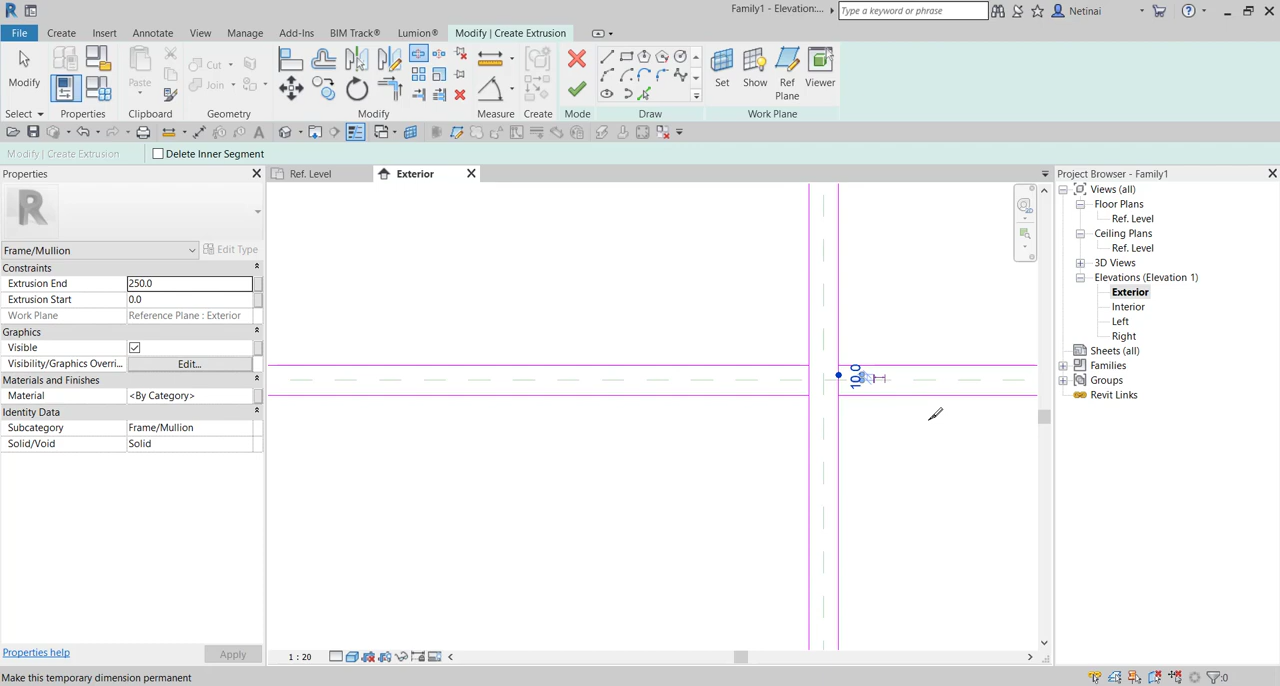 Family1 - Elevation:...
Type a keyword or phrase
Netinai
File
Create
Insert
Annotate
View
Manage
Add-Ins
BIM Track®
Lumion®
Modify | Create Extrusion
Modify
Paste
Cut
Join
Set
Show
Ref
Plane
Viewer
Select
Properties
Clipboard
Geometry
Modify
Measure
Create
Mode
Draw
Work Plane
Modify | Create Extrusion
Delete Inner Segment
Properties
Ref. Level
Exterior
Project Browser - Family1
Frame/Mullion
Edit Type
Constraints
Extrusion End 250.0
Extrusion Start 0.0
Work Plane Reference Plane : Exterior
Graphics
Visible
Visibility/Graphics Overri... Edit...
Materials and Finishes
Material <By Category>
Identity Data
Subcategory Frame/Mullion
Solid/Void Solid
10.0
Views (all)
Floor Plans
Ref. Level
Ceiling Plans
Ref. Level
3D Views
Elevations (Elevation 1)
Exterior
Interior
Left
Right
Sheets (all)
Families
Groups
Revit Links
Properties help
Apply
1 : 20
Make this temporary dimension permanent
:0